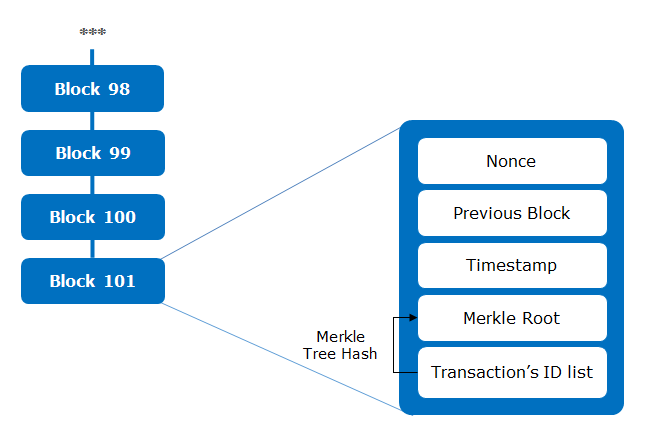 ***
Block 98
Block 99
Block 100
Block 101
Nonce
Previous Block
Timestamp
Merkle Root
Transaction’s ID list
Merkle
Tree Hash